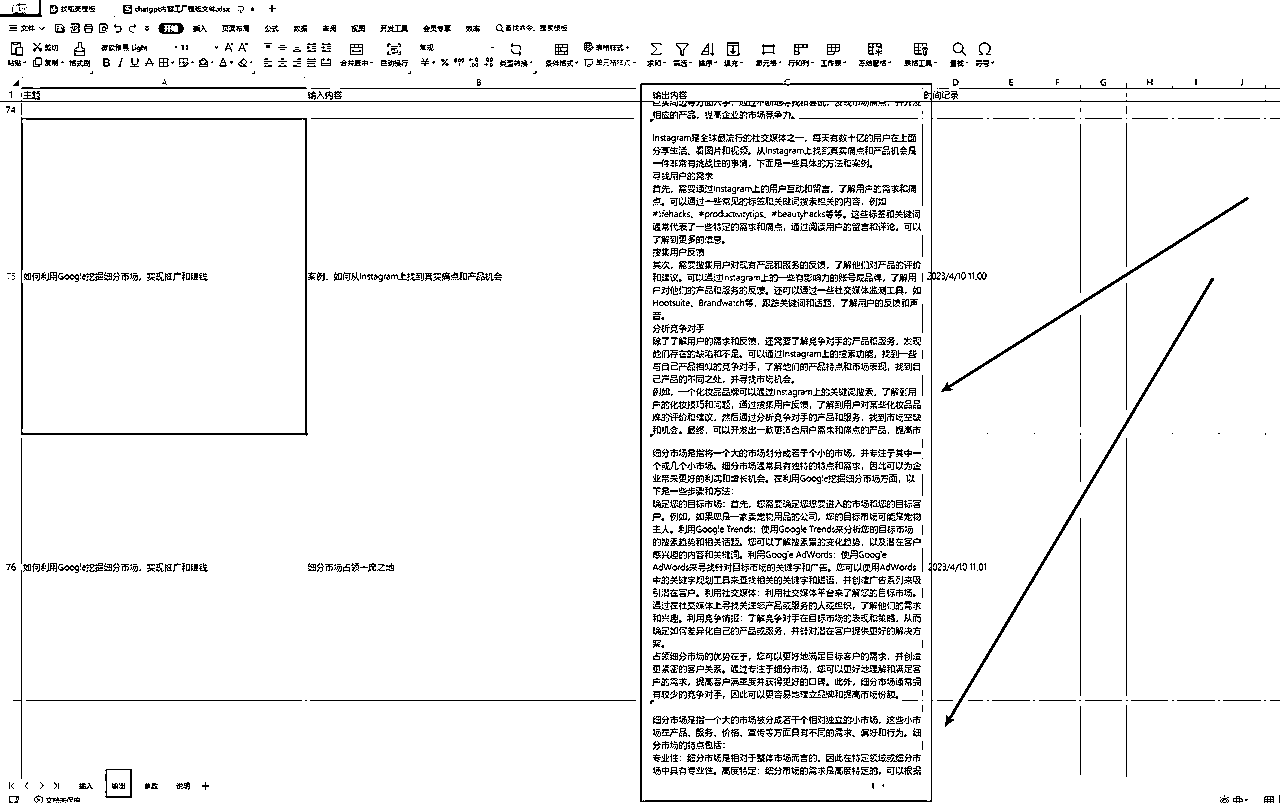 找稻壳模板
chatgpt内容工厂模板文件.xlsx
文件
开始
插入
页面布局
公式
数据
审阅
视图
开发工具
会员专享
效率
查找命令、搜索模板
粘贴
剪切
复制
格式刷
Light
11
合并居中
自动换行
常规
类型转换
条件格式
表格样式
单元格样式
求和
筛选
排序
填充
单元格
行和列
工作表
冻结窗格
表格工具
查找
符号
A
B
C
D
E
F
G
H
I
J
1
主题
输入内容
输出内容
时间记录
74
相应的产品，提高企业的市场竞争力。
75
如何利用Google挖掘细分市场，实现推广和赚钱
案例，如何从Instagram上找到真实痛点和产品机会
Instagram是全球最流行的社交媒体之一，每天有数十亿的用户在上面
分享生活、看图片和视频。从Instagram上找到真实痛点和产品机会是
一件非常有挑战性的事情，下面是一些具体的方法和案例。
寻找用户的需求
首先，需要通过Instagram上的用户互动和留言，了解用户的需求和痛
点。可以通过一些常见的标签和关键词搜索相关的内容，例如
#lifehacks、#productivitytips、#beautyhacks等等。这些标签和关键词
通常代表了一些特定的需求和痛点，通过阅读用户的留言和评论，可以
了解到更多的信息。
搜集用户反馈
其次，需要搜集用户对现有产品和服务的反馈，了解他们对产品的评价
和建议。可以通过Instagram上的一些有影响力的账号或品牌，了解用
户对他们的产品和服务的反馈。还可以通过一些社交媒体监测工具，如
Hootsuite、Brandwatch等，跟踪关键词和话题，了解用户的反馈和声
音。
分析竞争对手
除了了解用户的需求和反馈，还需要了解竞争对手的产品和服务，发现
他们存在的缺陷和不足。可以通过Instagram上的搜索功能，找到一些
与自己产品相似的竞争对手，了解他们的产品特点和市场表现，找到自
己产品的不同之处，并寻找市场机会。
例如，一个化妆品品牌可以通过Instagram上的关键词搜索，了解到用
户的化妆技巧和问题，通过搜集用户反馈，了解到用户对某些化妆品品
牌的评价和建议，然后通过分析竞争对手的产品和服务，找到市场空缺
和机会。最终，可以开发出一款更适合用户需求和痛点的产品，提高市
2023/4/10 11:00
76
如何利用Google挖掘细分市场，实现推广和赚钱
细分市场占领一席之地
细分市场是指将一个大的市场划分成若干个小的市场，并专注于其中一
个或几个小市场。细分市场通常具有独特的特点和需求，因此可以为企
业带来更好的利润和增长机会。在利用Google挖掘细分市场方面，以
下是一些步骤和方法：
确定您的目标市场：首先，您需要确定您想要进入的市场和您的目标客
户。例如，如果您是一家卖宠物用品的公司，您的目标市场可能是宠物
主人。利用Google Trends：使用Google Trends来分析您的目标市场
的搜索趋势和相关话题。您可以了解搜索量的变化趋势，以及潜在客户
感兴趣的内容和关键词。利用Google AdWords：使用Google
AdWords来寻找针对目标市场的关键字和广告。您可以使用AdWords
中的关键字规划工具来查找相关的关键字和短语，并创建广告系列来吸
引潜在客户。利用社交媒体：利用社交媒体平台来了解您的目标市场。
通过在社交媒体上寻找关注您产品或服务的人或组织，了解他们的需求
和兴趣。利用竞争情报：了解竞争对手在目标市场的表现和策略，从而
确定如何差异化自己的产品或服务，并针对潜在客户提供更好的解决方
案。
占领细分市场的优势在于，您可以更好地满足目标客户的需求，并创造
更紧密的客户关系。通过专注于细分市场，您可以更好地理解和满足客
户的需求，提高客户满意度并获得更好的口碑。此外，细分市场通常拥
有较少的竞争对手，因此可以更容易地建立品牌和提高市场份额。
2023/4/10 11:01
细分市场是指一个大的市场被分成若干个相对独立的小市场，这些小市
场在产品、服务、价格、宣传等方面具有不同的需求、偏好和行为。细
分市场的特点包括：
专业性：细分市场是相对于整体市场而言的，因此在特定领域或细分市
场中具有专业性。高度特定：细分市场的需求是高度特定的，可以根据
输入
输出
参数
说明